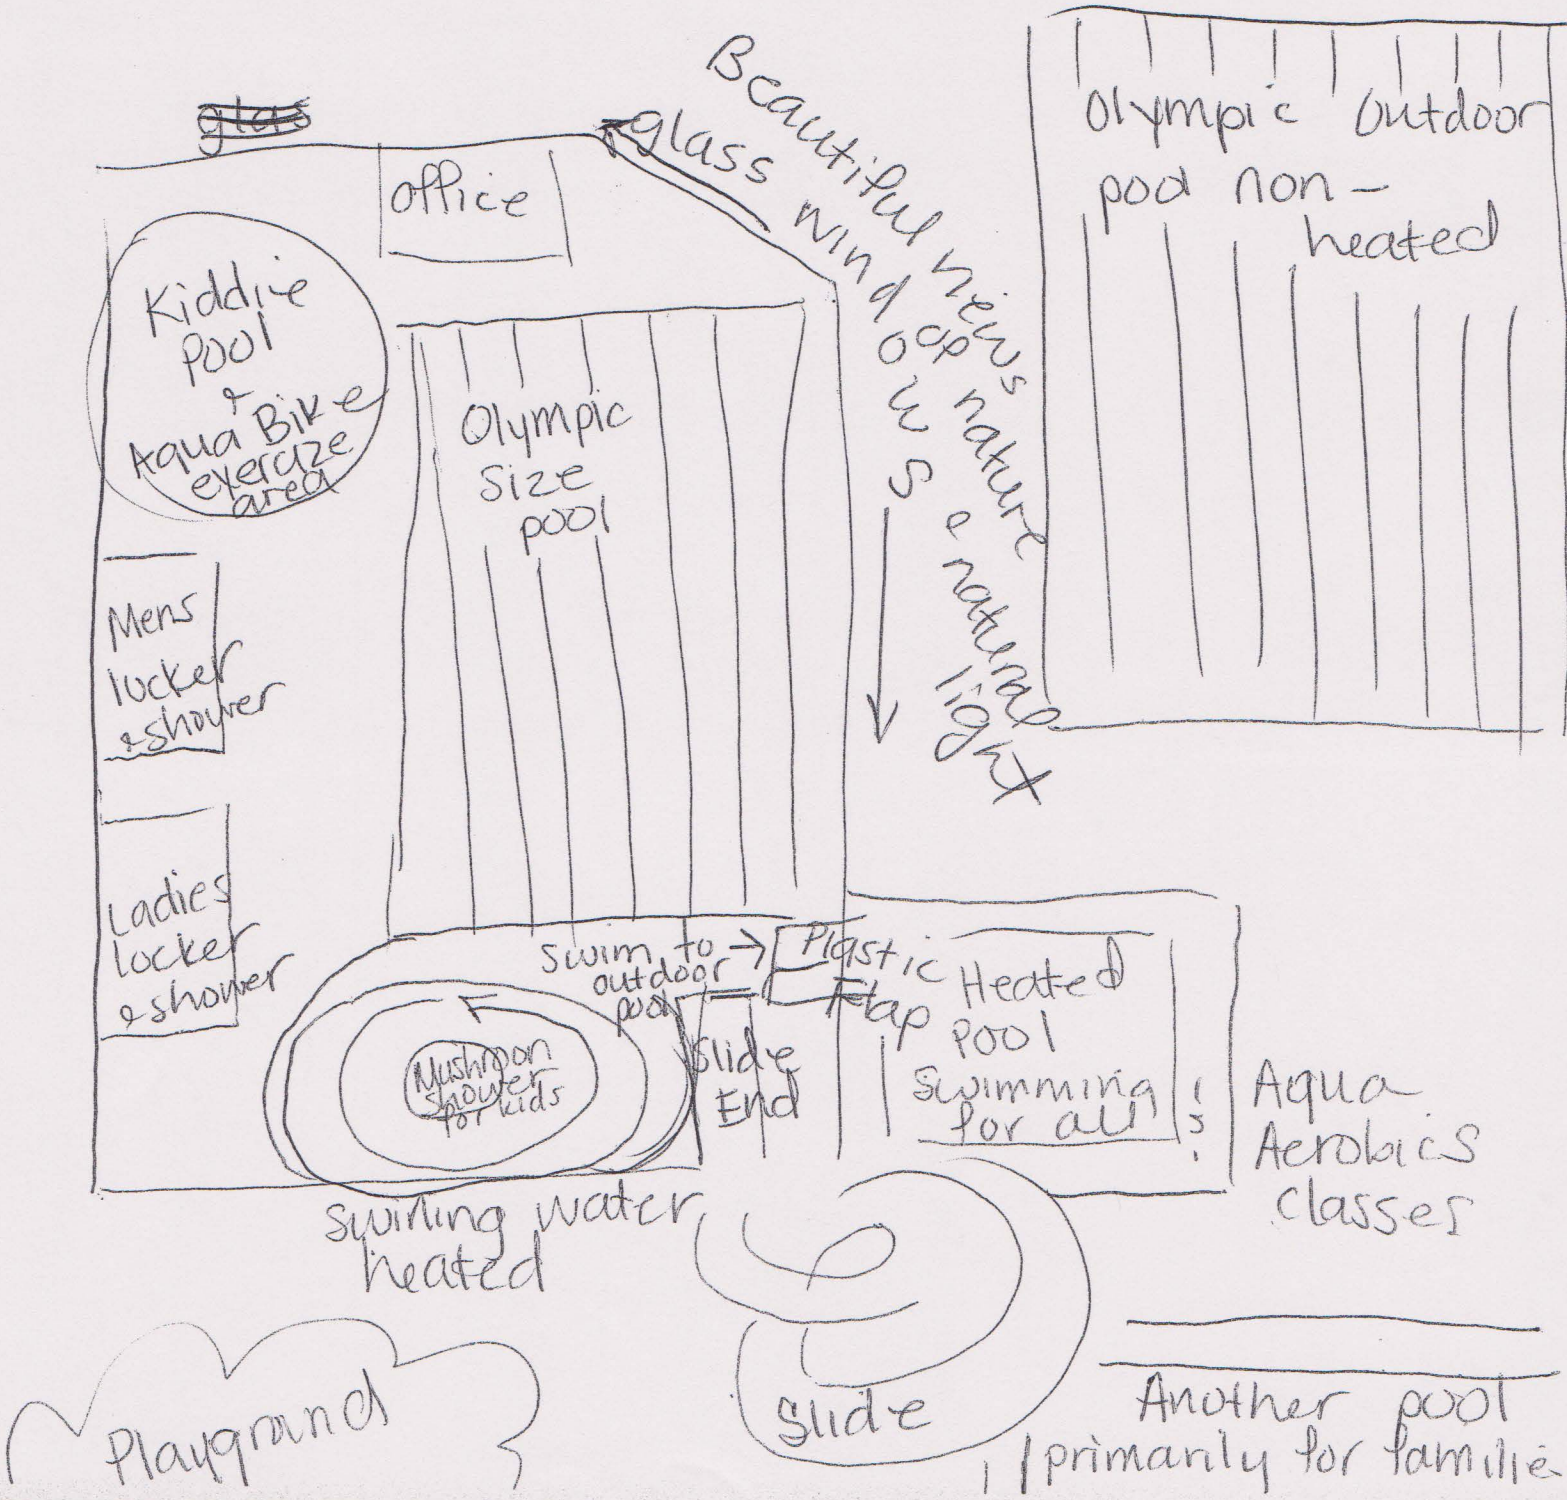 glas
office
glass windows
Beautiful views
of nature
& natural
light
Olympic Outdoor
pool non-
heated
Kiddie
Pool
&
Aqua Bike
exercize
area
Olympic
Size
pool
Mens
locker
& shower
Ladies
locker
& shower
Swim to
outdoor
pool
Plastic
Flap
Heated
pool
Swimming
for all
Slide
End
Mushroon
shower
for kids
Aqua
Aerobics
Classes
Swirling water
heated
Playground
Slide
Another pool
primarily for familie